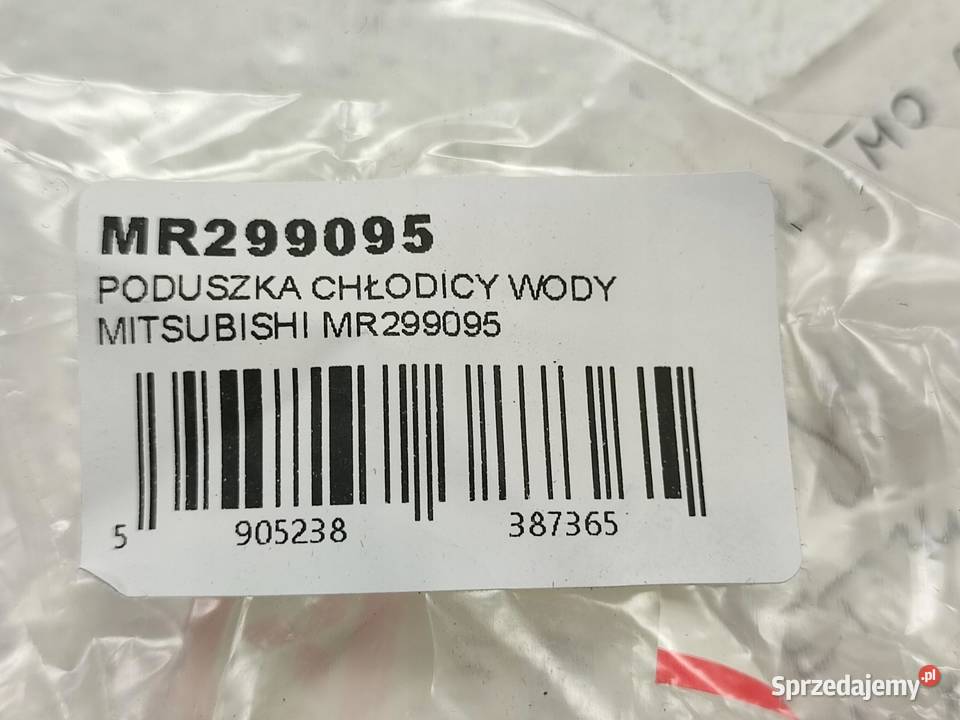 MR299095
PODUSZKA CHŁODICY WODY
MITSUBISHI MR299095
5 905238 387365
Sprzedajemy.pl